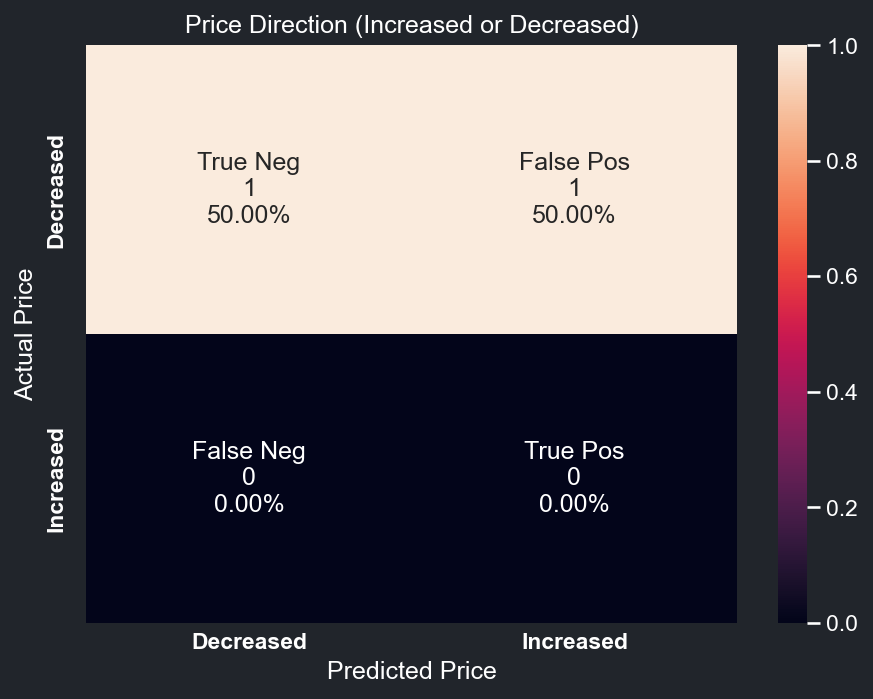 Price Direction (Increased or Decreased)
1.0
0.8
0.6
0.4
0.2
0.0
Actual Price
Decreased
True Neg
1
50.00%
False Pos
1
50.00%
Increased
False Neg
0
0.00%
True Pos
0
0.00%
Decreased
Increased
Predicted Price